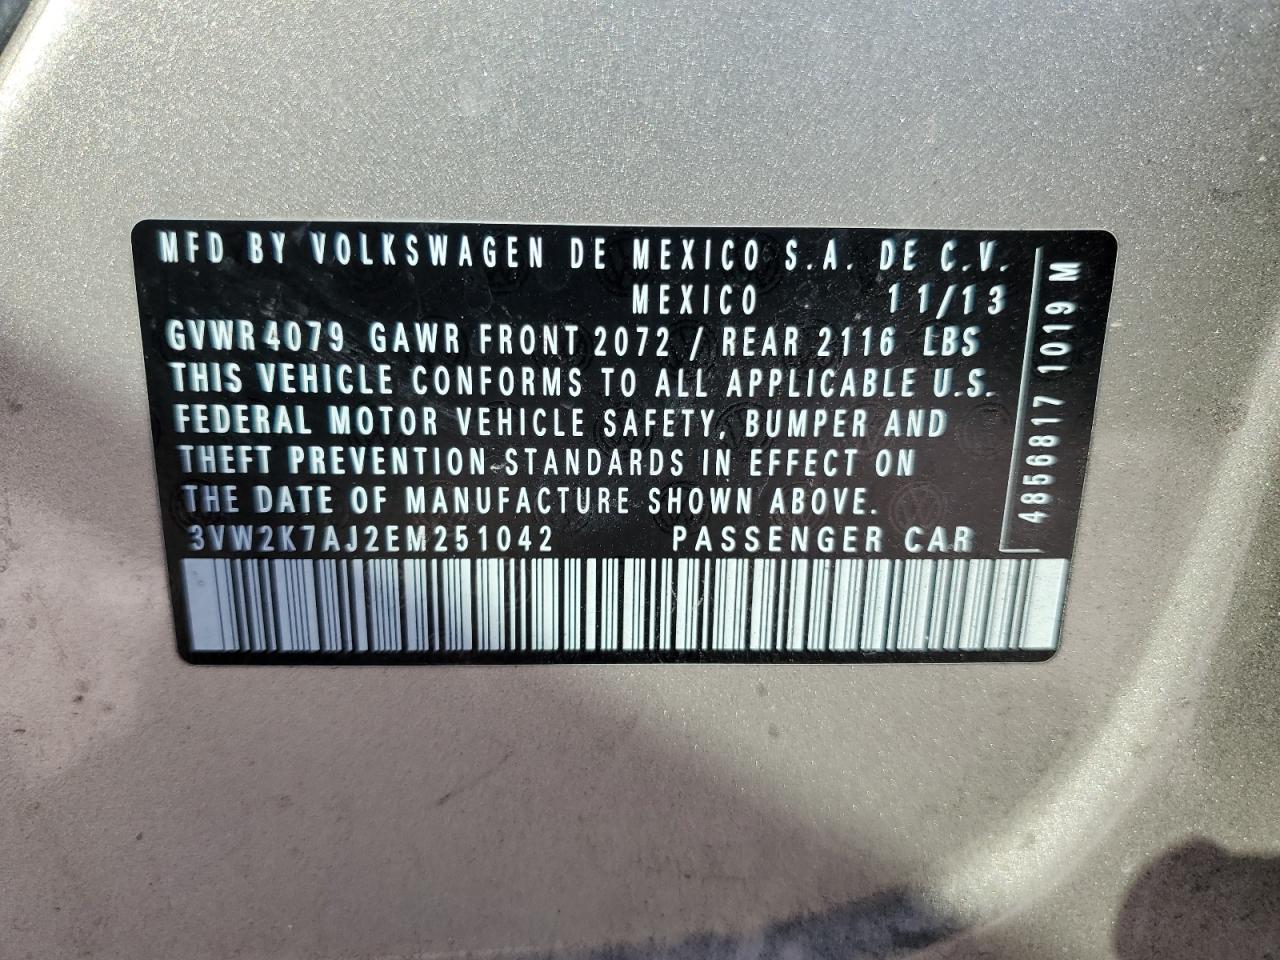 MFD BY VOLKSWAGEN DE MEXICO S.A. DE C.V.
MEXICO 11/13
GVWR 4079 GAWR FRONT 2072 / REAR 2116 LBS
THIS VEHICLE CONFORMS TO ALL APPLICABLE U.S.
FEDERAL MOTOR VEHICLE SAFETY, BUMPER AND
THEFT PREVENTION STANDARDS IN EFFECT ON
THE DATE OF MANUFACTURE SHOWN ABOVE.
3VW2K7AJ2EM251042 PASSENGER CAR
4856817 1019 M